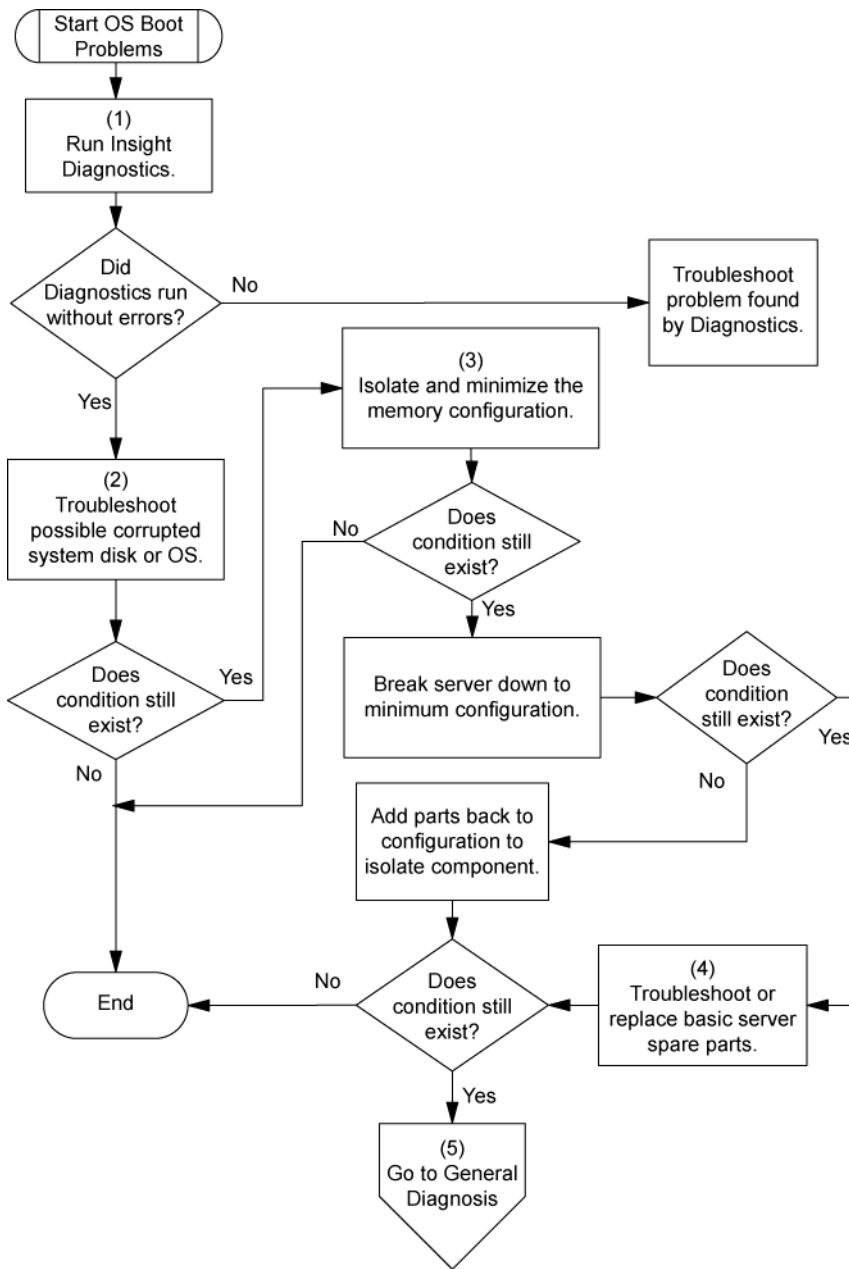 Start OS Boot
Problems
(1)
Run Insight
Diagnostics.
Did
Diagnostics run
without errors?
No
Troubleshoot
problem found
by Diagnostics.
Yes
(2)
Troubleshoot
possible corrupted
system disk or OS.
Does
condition still
exist?
Yes
No
(3)
Isolate and minimize the
memory configuration.
Does
condition still
exist?
No
Yes
Break server down to
minimum configuration.
Does
condition
still exist?
Yes
No
Add parts back to
configuration to
isolate component.
(4)
Troubleshoot or
replace basic server
spare parts.
Does
condition still
exist?
No
End
Yes
(5)
Go to General
Diagnosis